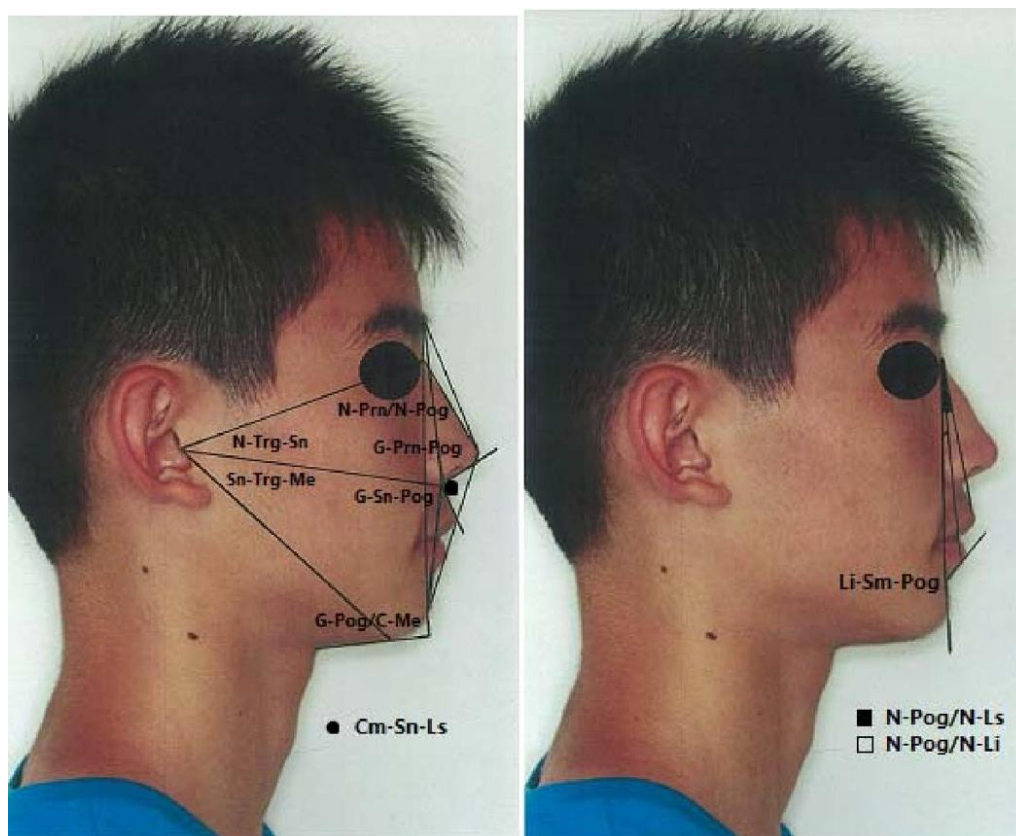 N-Prn/N-Pog
N-Trg-Sn
G-Prn-Pog
Sn-Trg-Me
G-Sn-Pog
G-Pog/C-Me
Cm-Sn-Ls
Li-Sm-Pog
N-Pog/N-Ls
N-Pog/N-Li